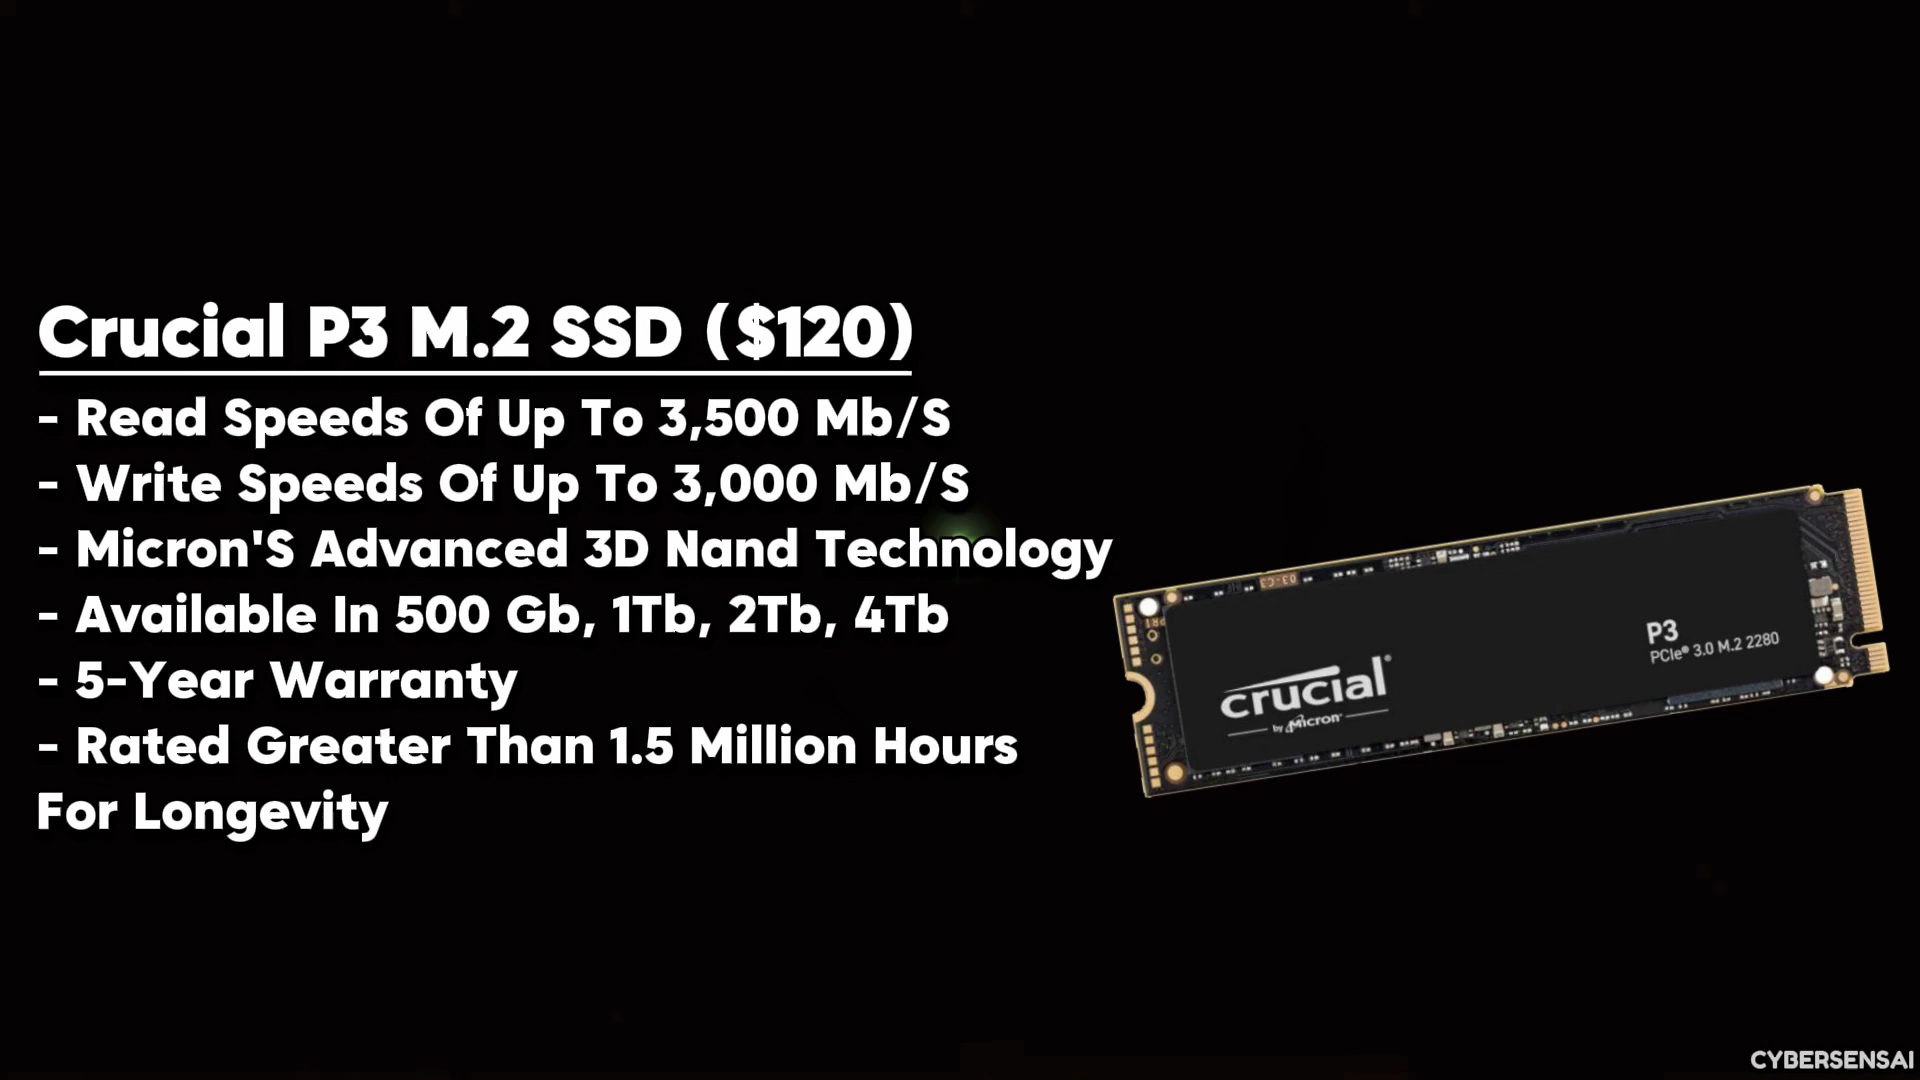 Crucial P3 M.2 SSD ($120)
- Read Speeds Of Up To 3,500 Mb/S
- Write Speeds Of Up To 3,000 Mb/S
- Micron'S Advanced 3D Nand Technology
- Available In 500 Gb, 1Tb, 2Tb, 4Tb
- 5-Year Warranty
- Rated Greater Than 1.5 Million Hours
For Longevity
P3
PCIe® 3.0 M.2 2280
crucial®
by Micron®
CYBERSENSAI